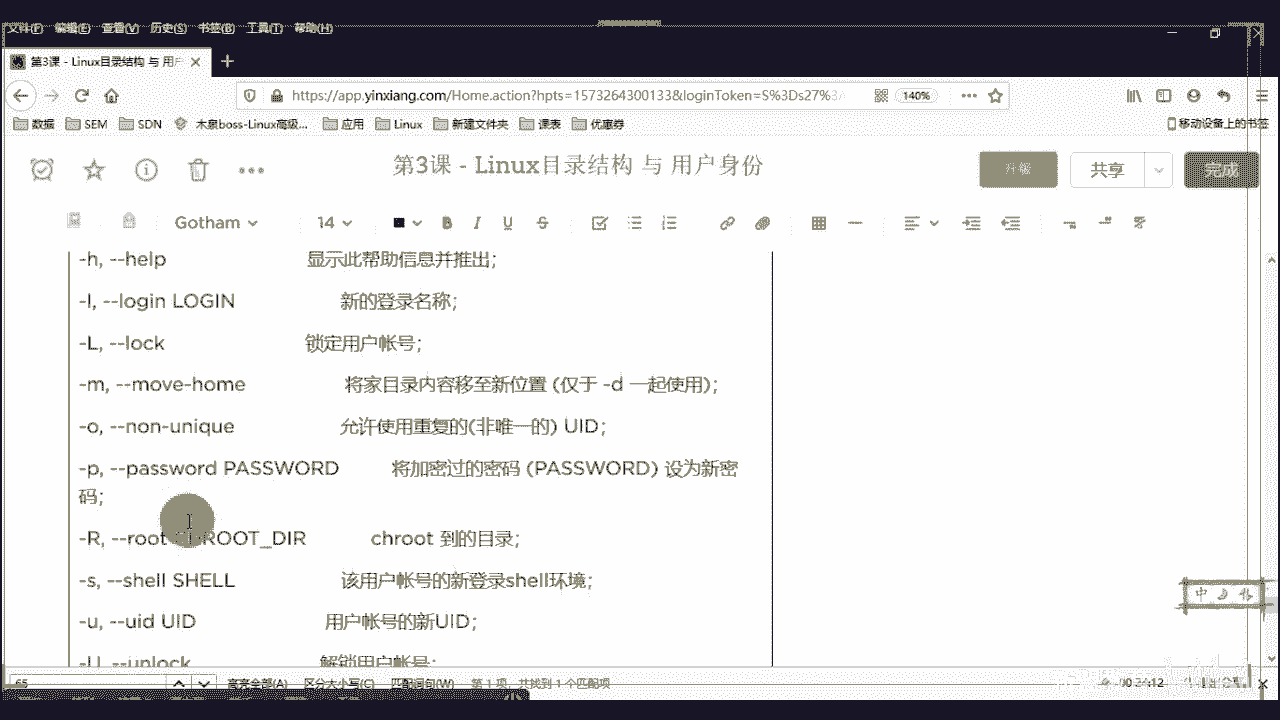 文件(F) 编辑(E) 查看(V) 历史(S) 书签(B) 工具(T) 帮助(H)
第3课 - Linux目录结构 与 用户
https://app.yinxiang.com/Home.action?hpts=1573264300133&loginToken=S%3Ds27%3
140%
数据 SEM SDN 木泉boss-Linux高级... 应用 Linux 新建文件夹 课表 优惠券 移动设备上的书签
第3课 - Linux目录结构 与 用户身份
升级 共享 完成
Gotham 14
-h, --help 显示此帮助信息并推出;
-l, --login LOGIN 新的登录名称;
-L, --lock 锁定用户帐号;
-m, --move-home 将家目录内容移至新位置 (仅于 -d 一起使用);
-o, --non-unique 允许使用重复的(非唯一的) UID;
-p, --password PASSWORD 将加密过的密码 (PASSWORD) 设为新密
码;
-R, --root CHROOT_DIR chroot 到的目录;
-s, --shell SHELL 该用户帐号的新登录shell环境;
-u, --uid UID 用户帐号的新UID;
-U, --unlock 解锁用户帐号;
中
65 高亮全部(A) 区分大小写(C) 匹配词句(W) 第 1 项，共找到 1 个匹配项
00:34:12